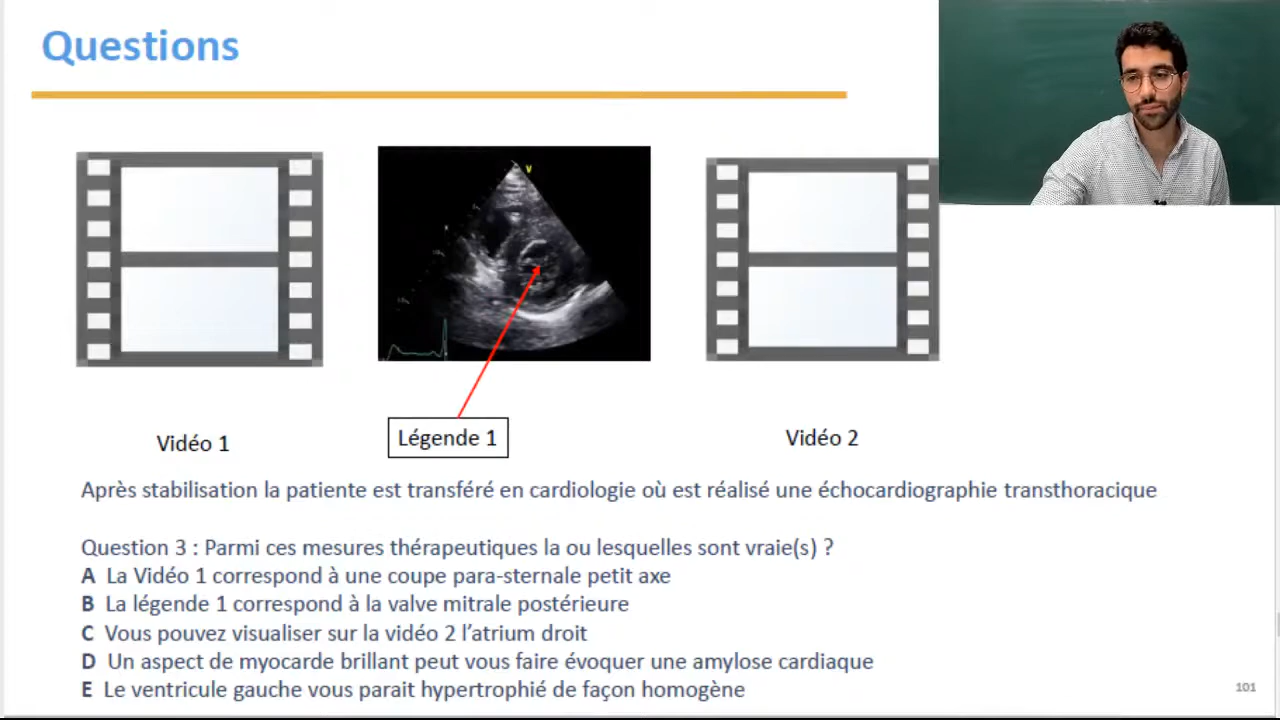 Questions
V
Légende 1
Vidéo 1
Vidéo 2
Après stabilisation la patiente est transféré en cardiologie où est réalisé une échocardiographie transthoracique
Question 3 : Parmi ces mesures thérapeutiques la ou lesquelles sont vraie(s) ?
A La Vidéo 1 correspond à une coupe para-sternale petit axe
B La légende 1 correspond à la valve mitrale postérieure
C Vous pouvez visualiser sur la vidéo 2 l’atrium droit
D Un aspect de myocarde brillant peut vous faire évoquer une amylose cardiaque
E Le ventricule gauche vous parait hypertrophié de façon homogène
101